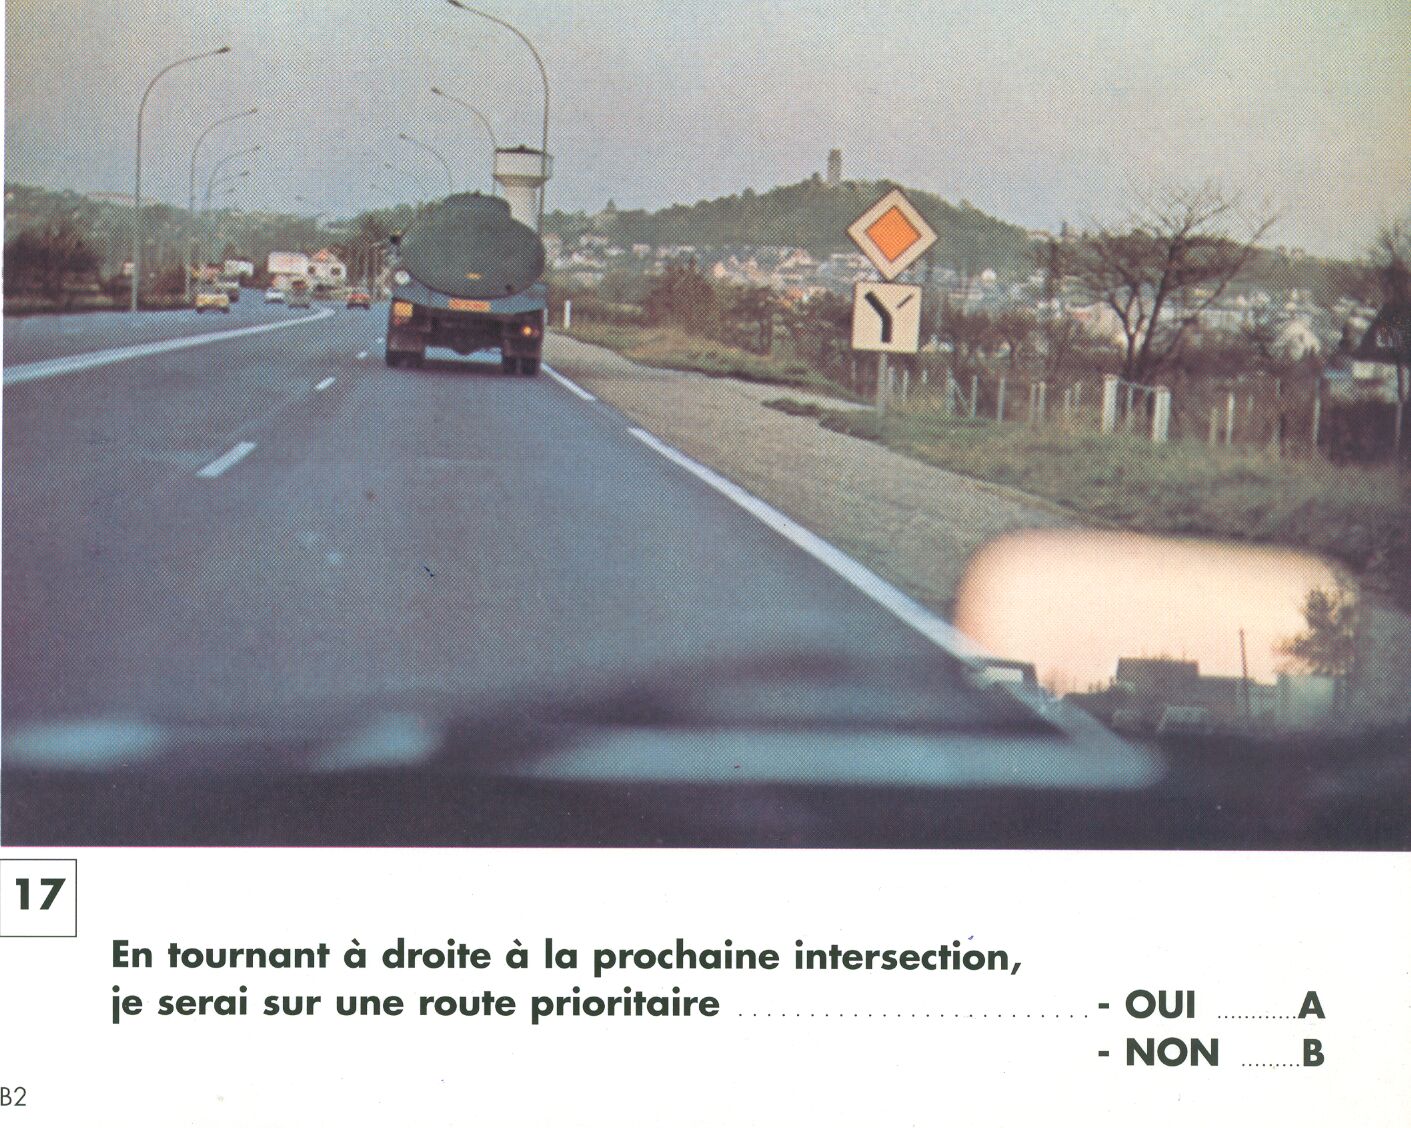 17
En tournant à droite à la prochaine intersection,
je serai sur une route prioritaire ........................ - OUI ............A
- NON .........B
B2